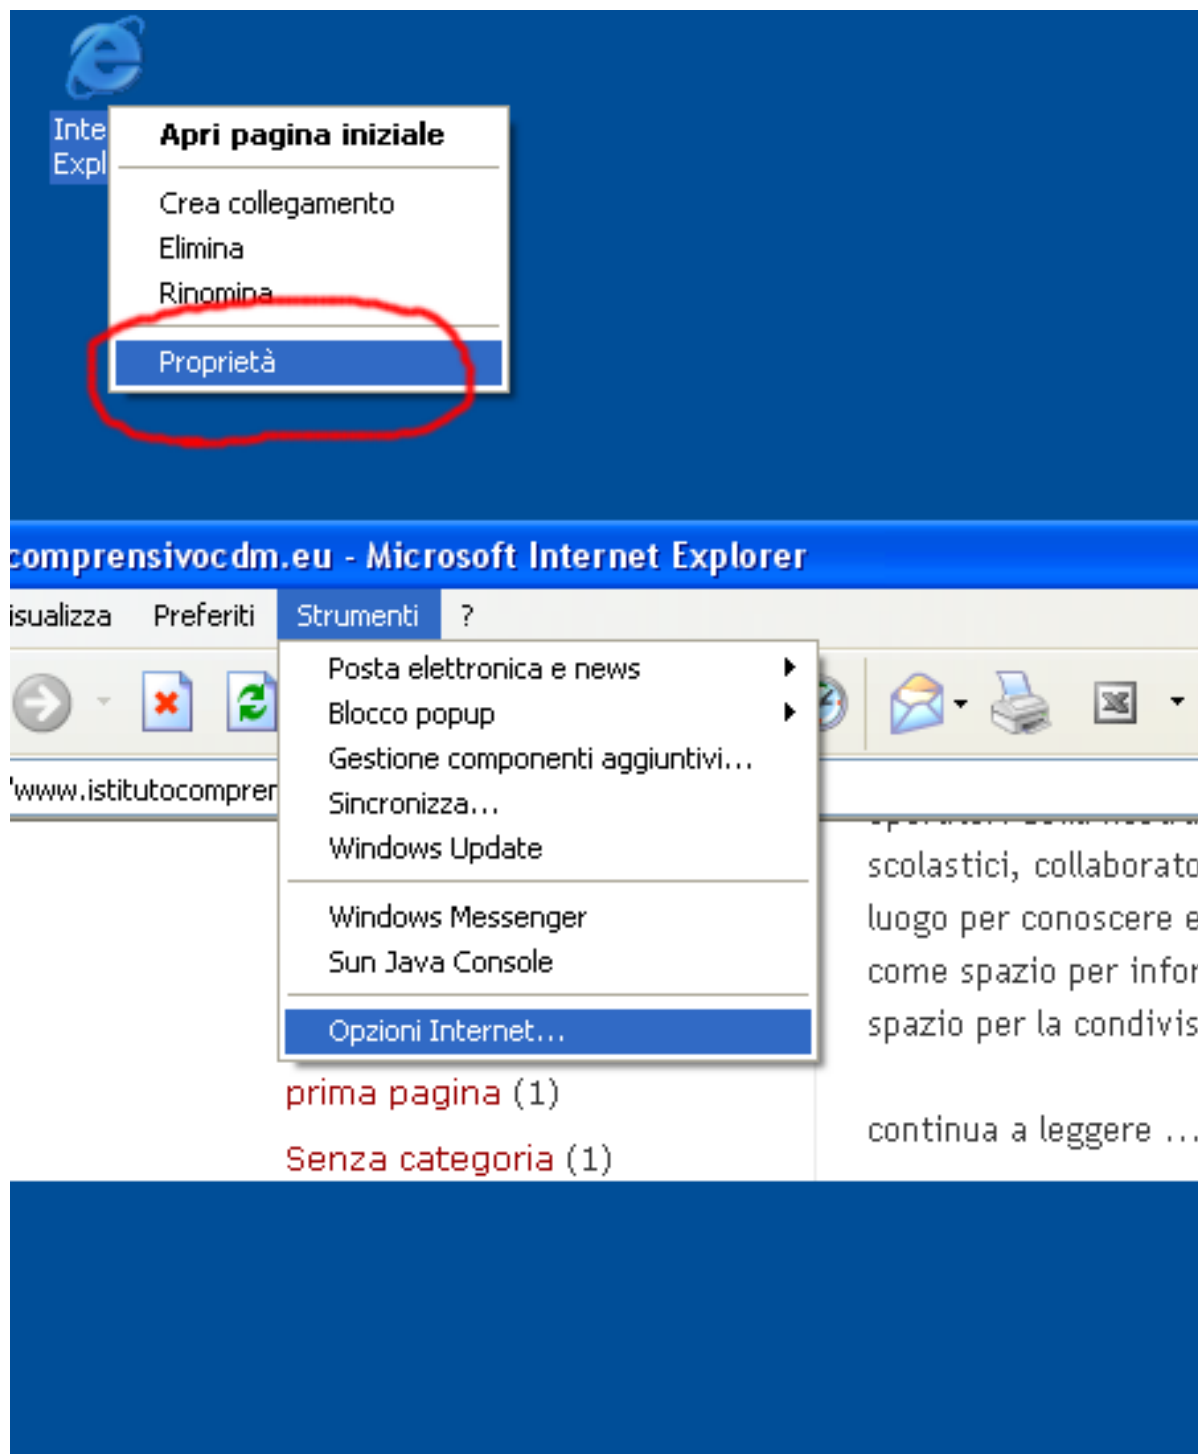 Inte
Expl
Apri pagina iniziale
Crea collegamento
Elimina
Rinomina
Proprietà
comprensivocdm.eu - Microsoft Internet Explorer
isualizza Preferiti Strumenti ?
Posta elettronica e news
Blocco popup
Gestione componenti aggiuntivi...
Sincronizza...
Windows Update
Windows Messenger
Sun Java Console
Opzioni Internet...
www.istitutocompren
scolastici, collaborato
luogo per conoscere e
come spazio per infor
spazio per la condivis
continua a leggere ...
prima pagina (1)
Senza categoria (1)